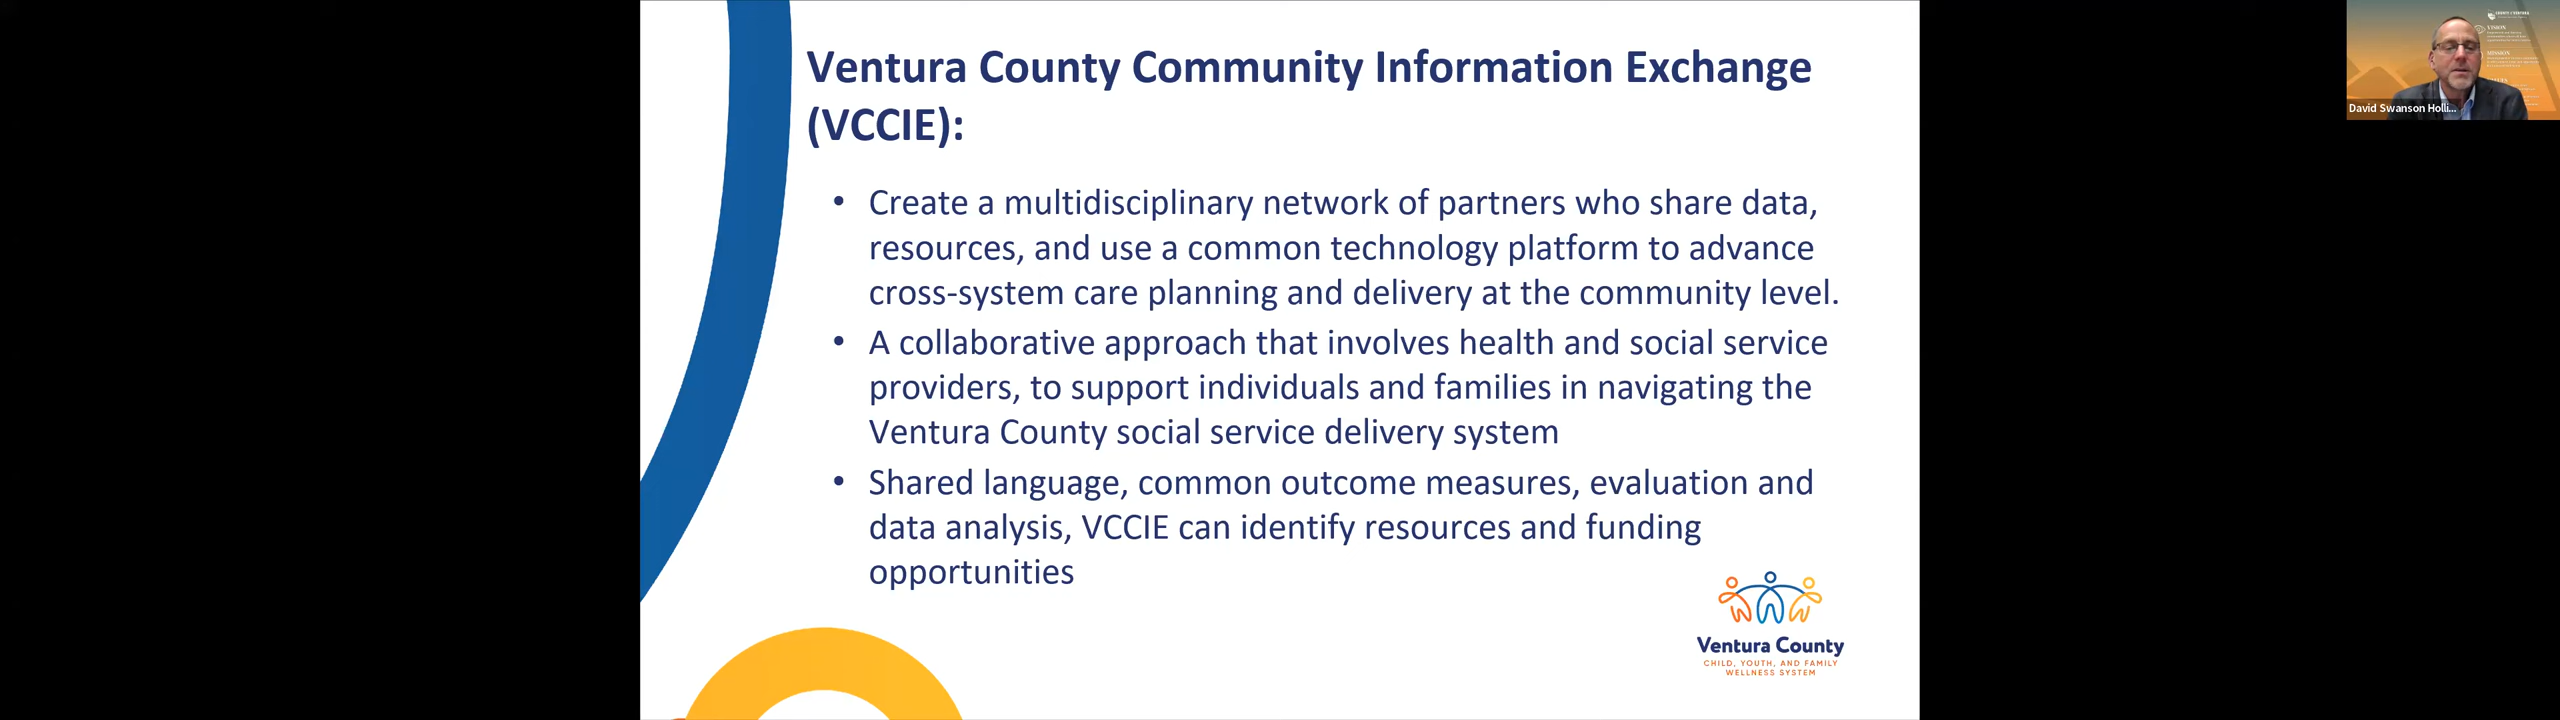 Ventura County Community Information Exchange
(VCCIE):
• Create a multidisciplinary network of partners who share data,
resources, and use a common technology platform to advance
cross-system care planning and delivery at the community level.
• A collaborative approach that involves health and social service
providers, to support individuals and families in navigating the
Ventura County social service delivery system
• Shared language, common outcome measures, evaluation and
data analysis, VCCIE can identify resources and funding
opportunities
Ventura County
CHILD, YOUTH, AND FAMILY
WELLNESS SYSTEM
VISION
MISSION
David Swanson Holli...